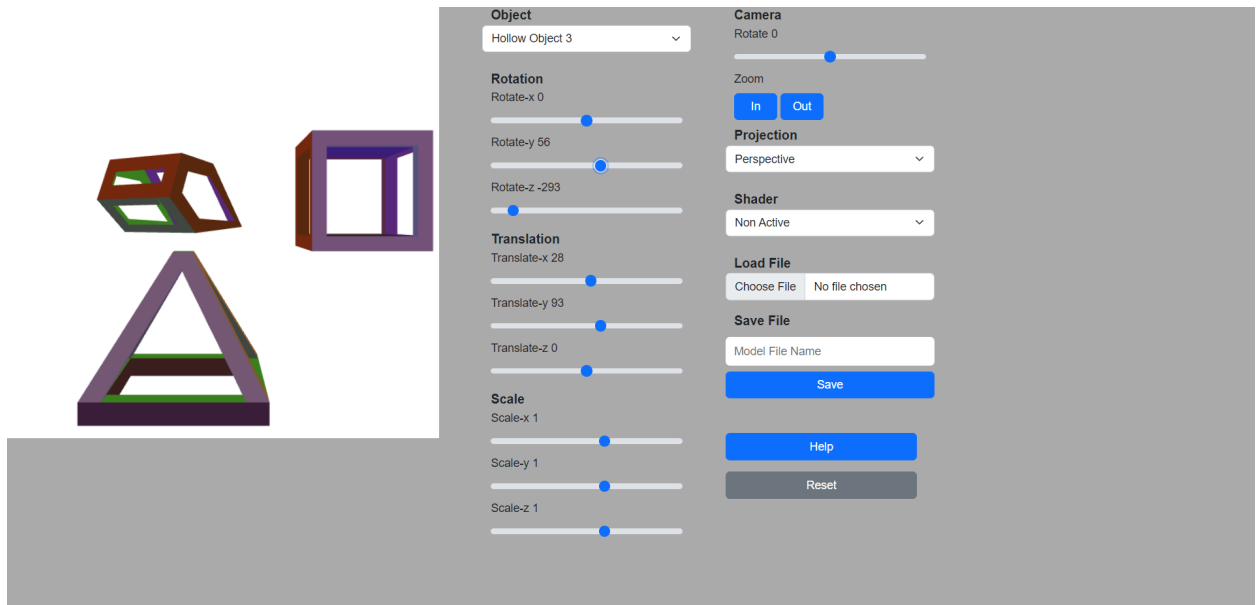 Object
Hollow Object 3
Rotation
Rotate-x 0
Rotate-y 56
Rotate-z -293
Translation
Translate-x 28
Translate-y 93
Translate-z 0
Scale
Scale-x 1
Scale-y 1
Scale-z 1
Camera
Rotate 0
Zoom
In Out
Projection
Perspective
Shader
Non Active
Load File
Choose File No file chosen
Save File
Model File Name
Save
Help
Reset